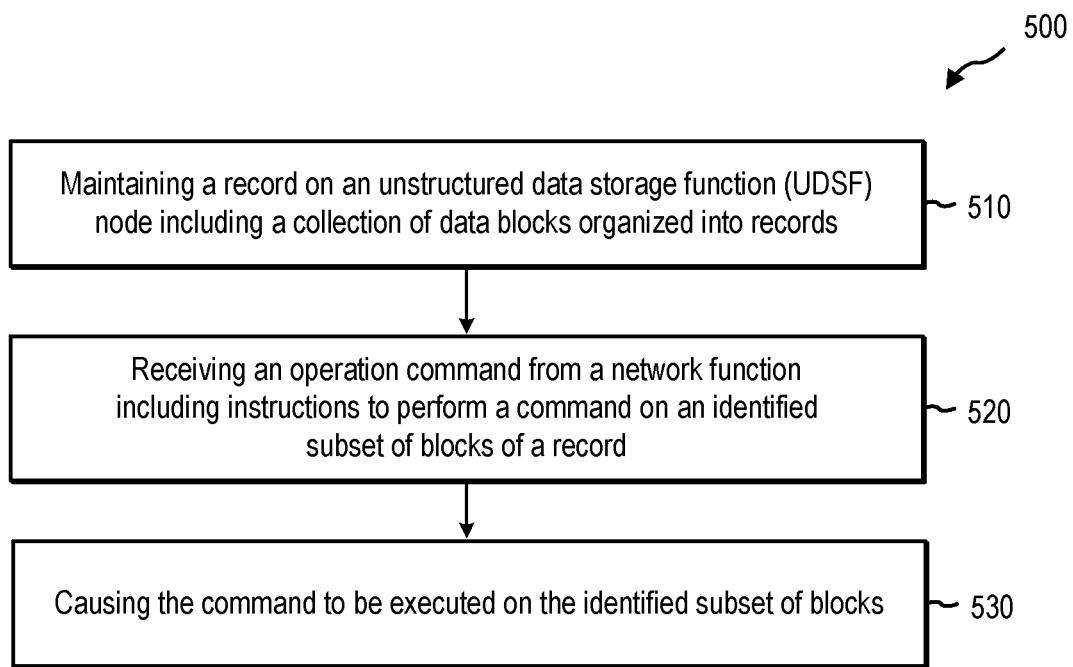 500
Maintaining a record on an unstructured data storage function (UDSF)
node including a collection of data blocks organized into records
510
Receiving an operation command from a network function
including instructions to perform a command on an identified
subset of blocks of a record
520
Causing the command to be executed on the identified subset of blocks
530